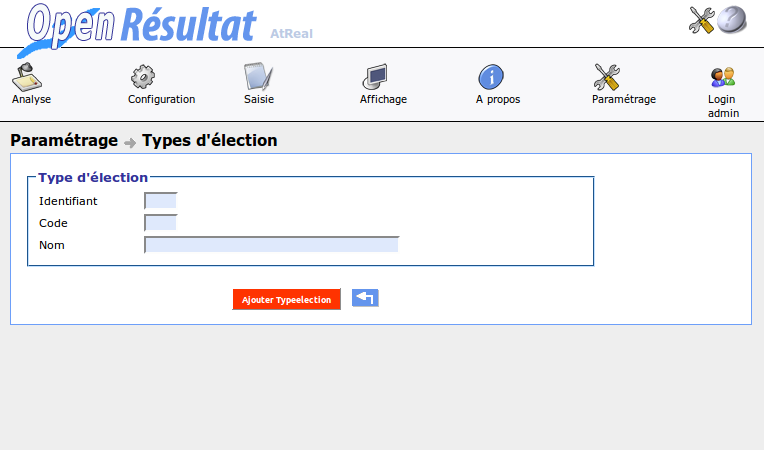 Open Résultat AtReal
Analyse Configuration Saisie Affichage A propos Paramétrage Login
admin
Paramétrage Types d'élection
Type d'élection
Identifiant
Code
Nom
Ajouter Typeelection